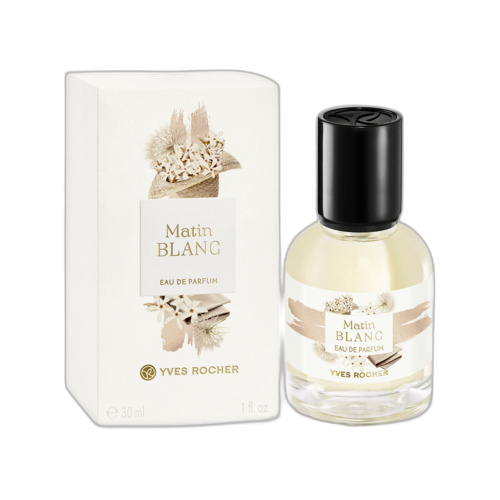 Matin
BLANC
EAU DE PARFUM
YVES ROCHER
℮ 30 ml
1 fl. oz.
Matin
BLANC
EAU DE PARFUM
YVES ROCHER